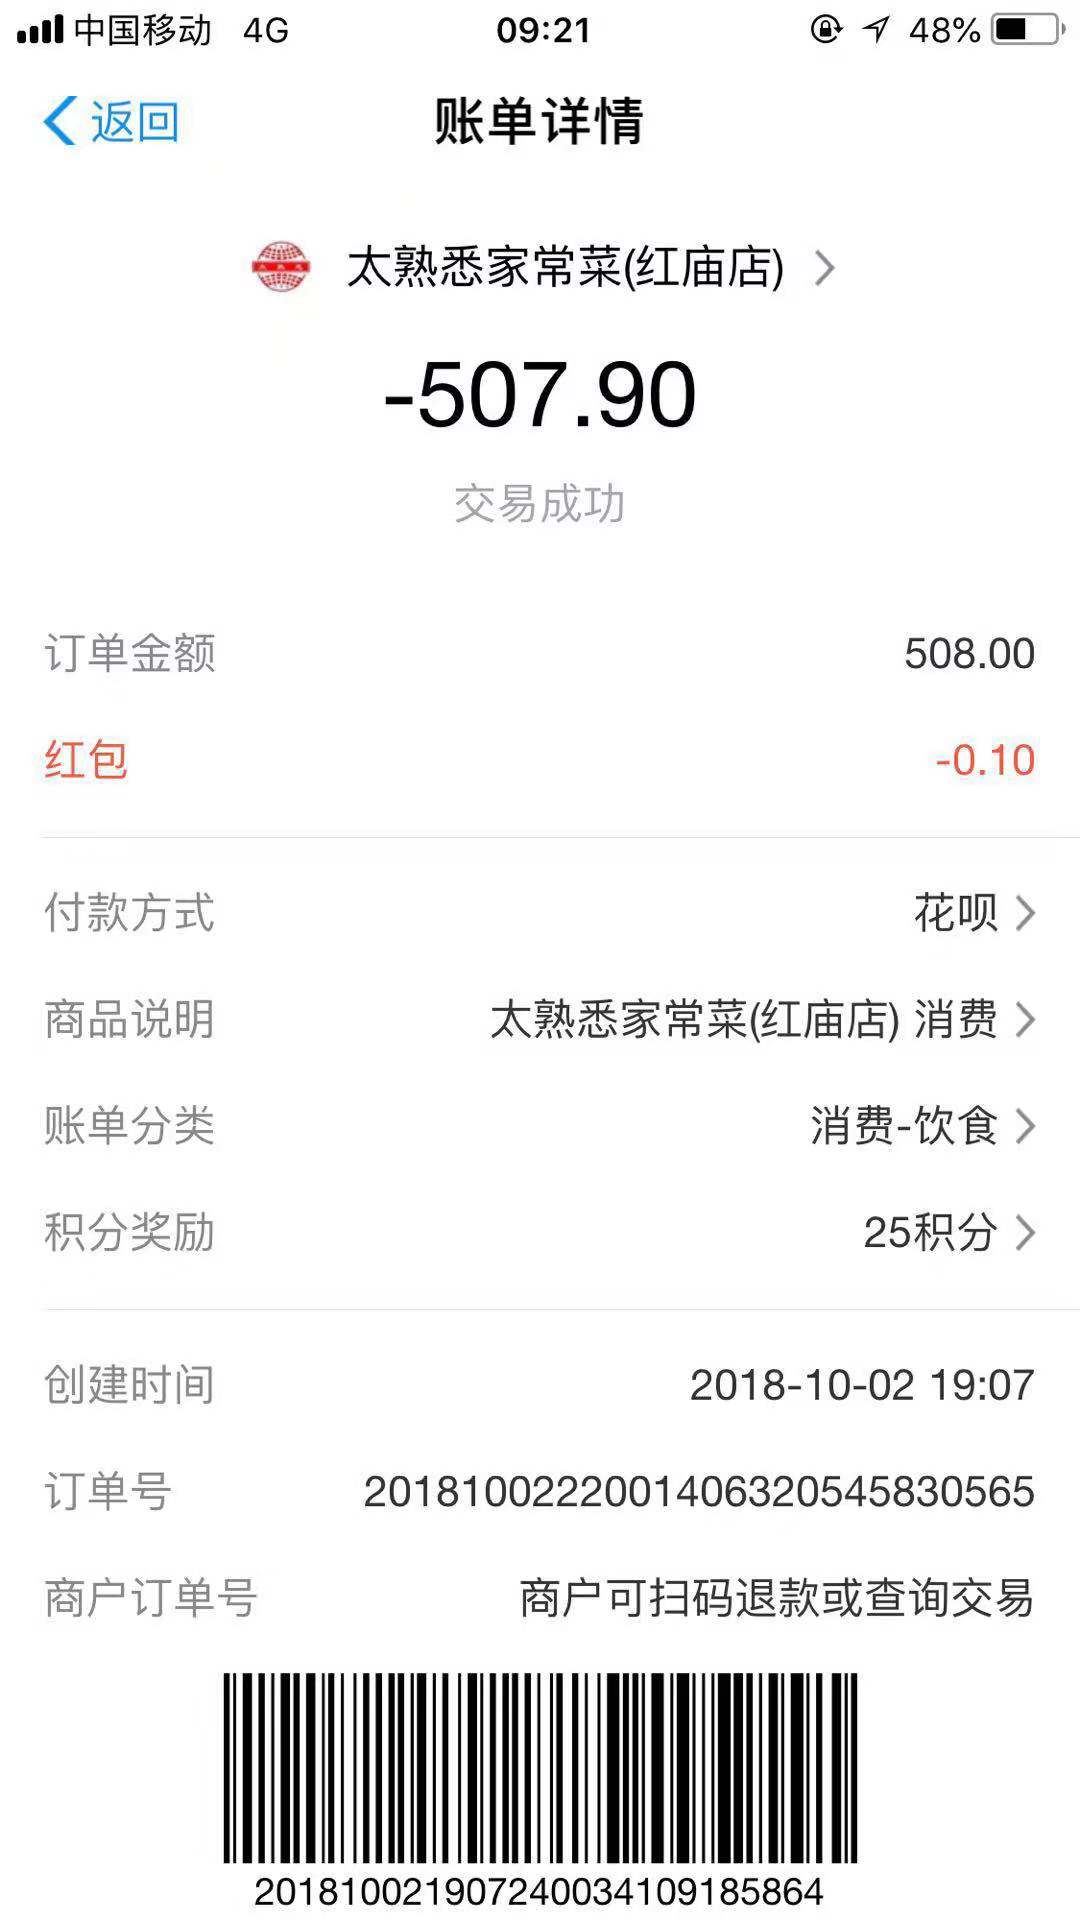 中国移动 4G 09:21 48%
返回 账单详情
太熟悉家常菜(红庙店)
-507.90
交易成功
订单金额 508.00
红包 -0.10
付款方式 花呗
商品说明 太熟悉家常菜(红庙店) 消费
账单分类 消费-饮食
积分奖励 25积分
创建时间 2018-10-02 19:07
订单号 2018100222001406320545830565
商户订单号 商户可扫码退款或查询交易
201810021907240034109185864